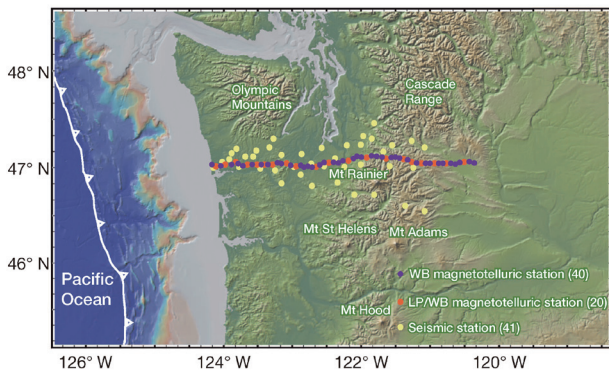 48° N
47° N
46° N
Olympic
Mountains
Cascade
Range
Mt Rainier
Mt St Helens
Mt Adams
Mt Hood
Pacific
Ocean
WB magnetotelluric station (40)
LP/WB magnetotelluric station (20)
Seismic station (41)
126° W
124° W
122° W
120° W